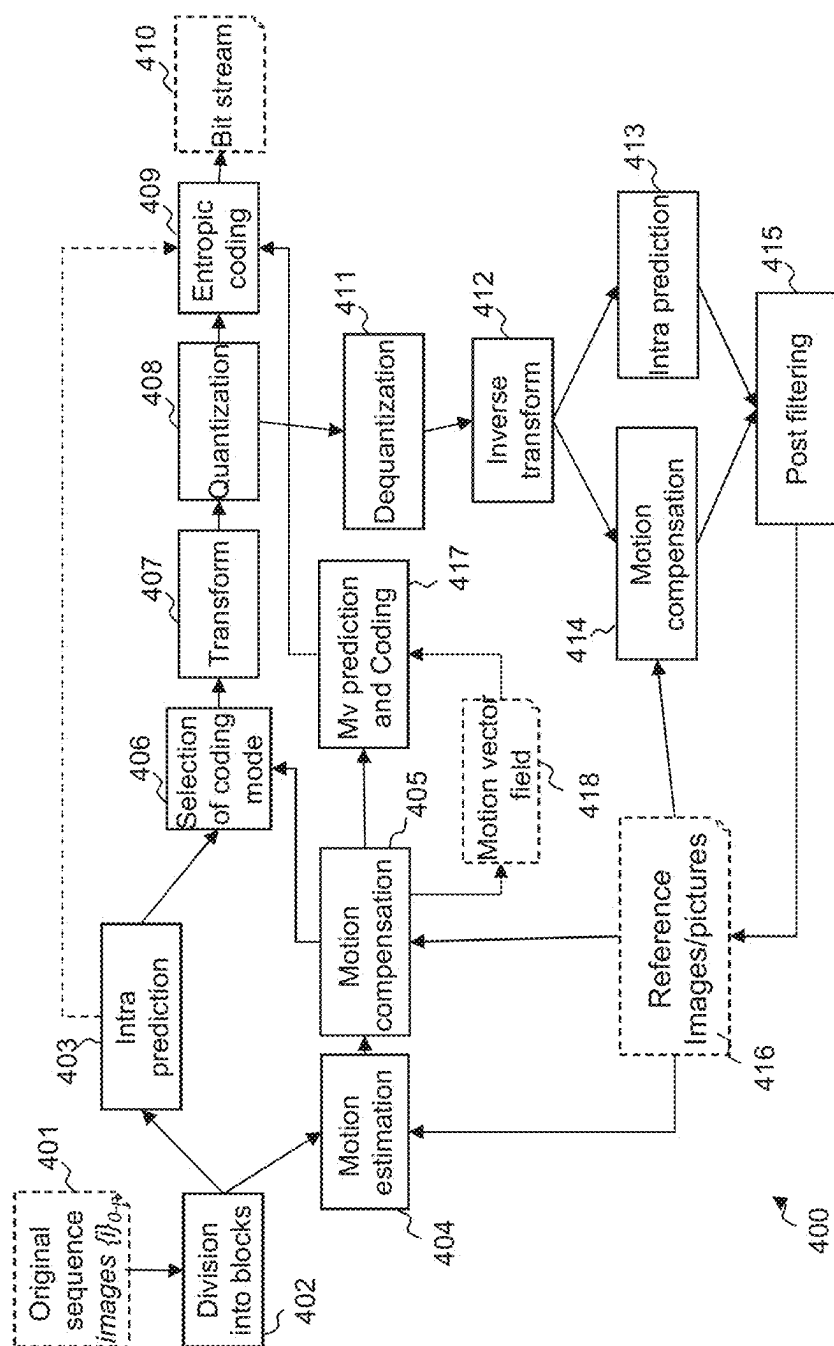 401
Original
sequence
images {I}
402
Division
into blocks
403
Intra
prediction
404
Motion
estimation
405
Motion
compensation
406
Selection
of coding
mode
407
Transform
408
Quantization
409
Entropic
coding
410
Bit stream
411
Dequantization
412
Inverse
transform
413
Intra prediction
414
Motion
compensation
415
Post filtering
416
Reference
Images/pictures
417
Mv prediction
and Coding
418
Motion vector
field
400